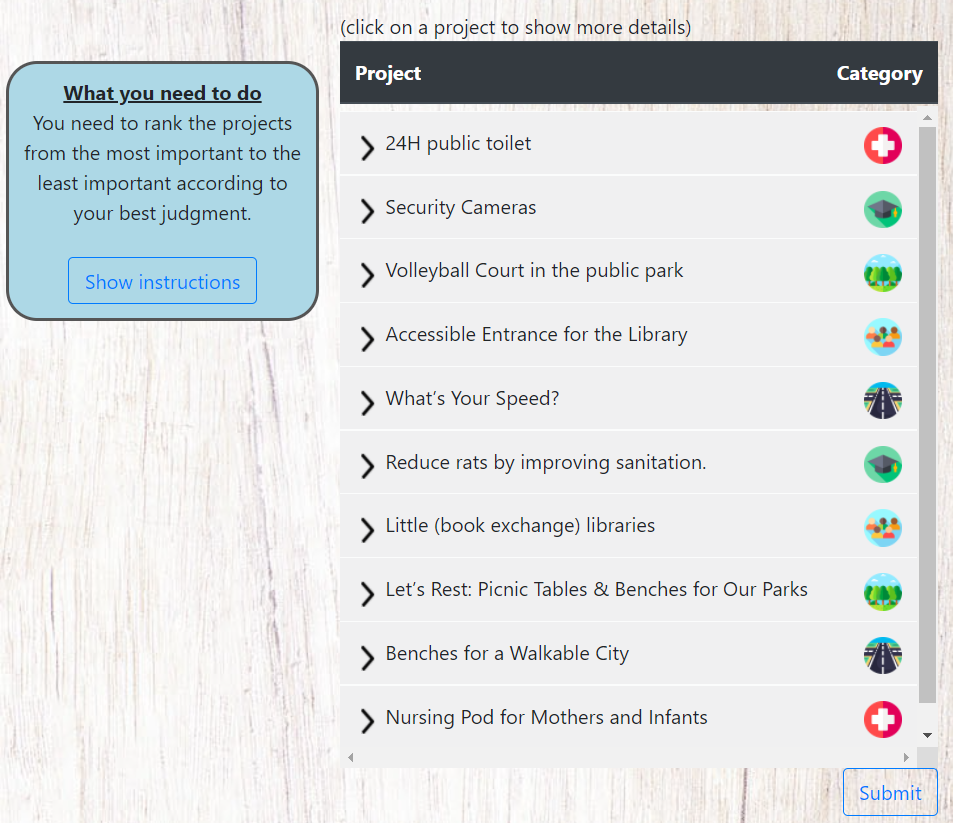 (click on a project to show more details)
Project Category
What you need to do
You need to rank the projects
from the most important to the
least important according to
your best judgment.
Show instructions
24H public toilet
Security Cameras
Volleyball Court in the public park
Accessible Entrance for the Library
What’s Your Speed?
Reduce rats by improving sanitation.
Little (book exchange) libraries
Let’s Rest: Picnic Tables & Benches for Our Parks
Benches for a Walkable City
Nursing Pod for Mothers and Infants
Submit